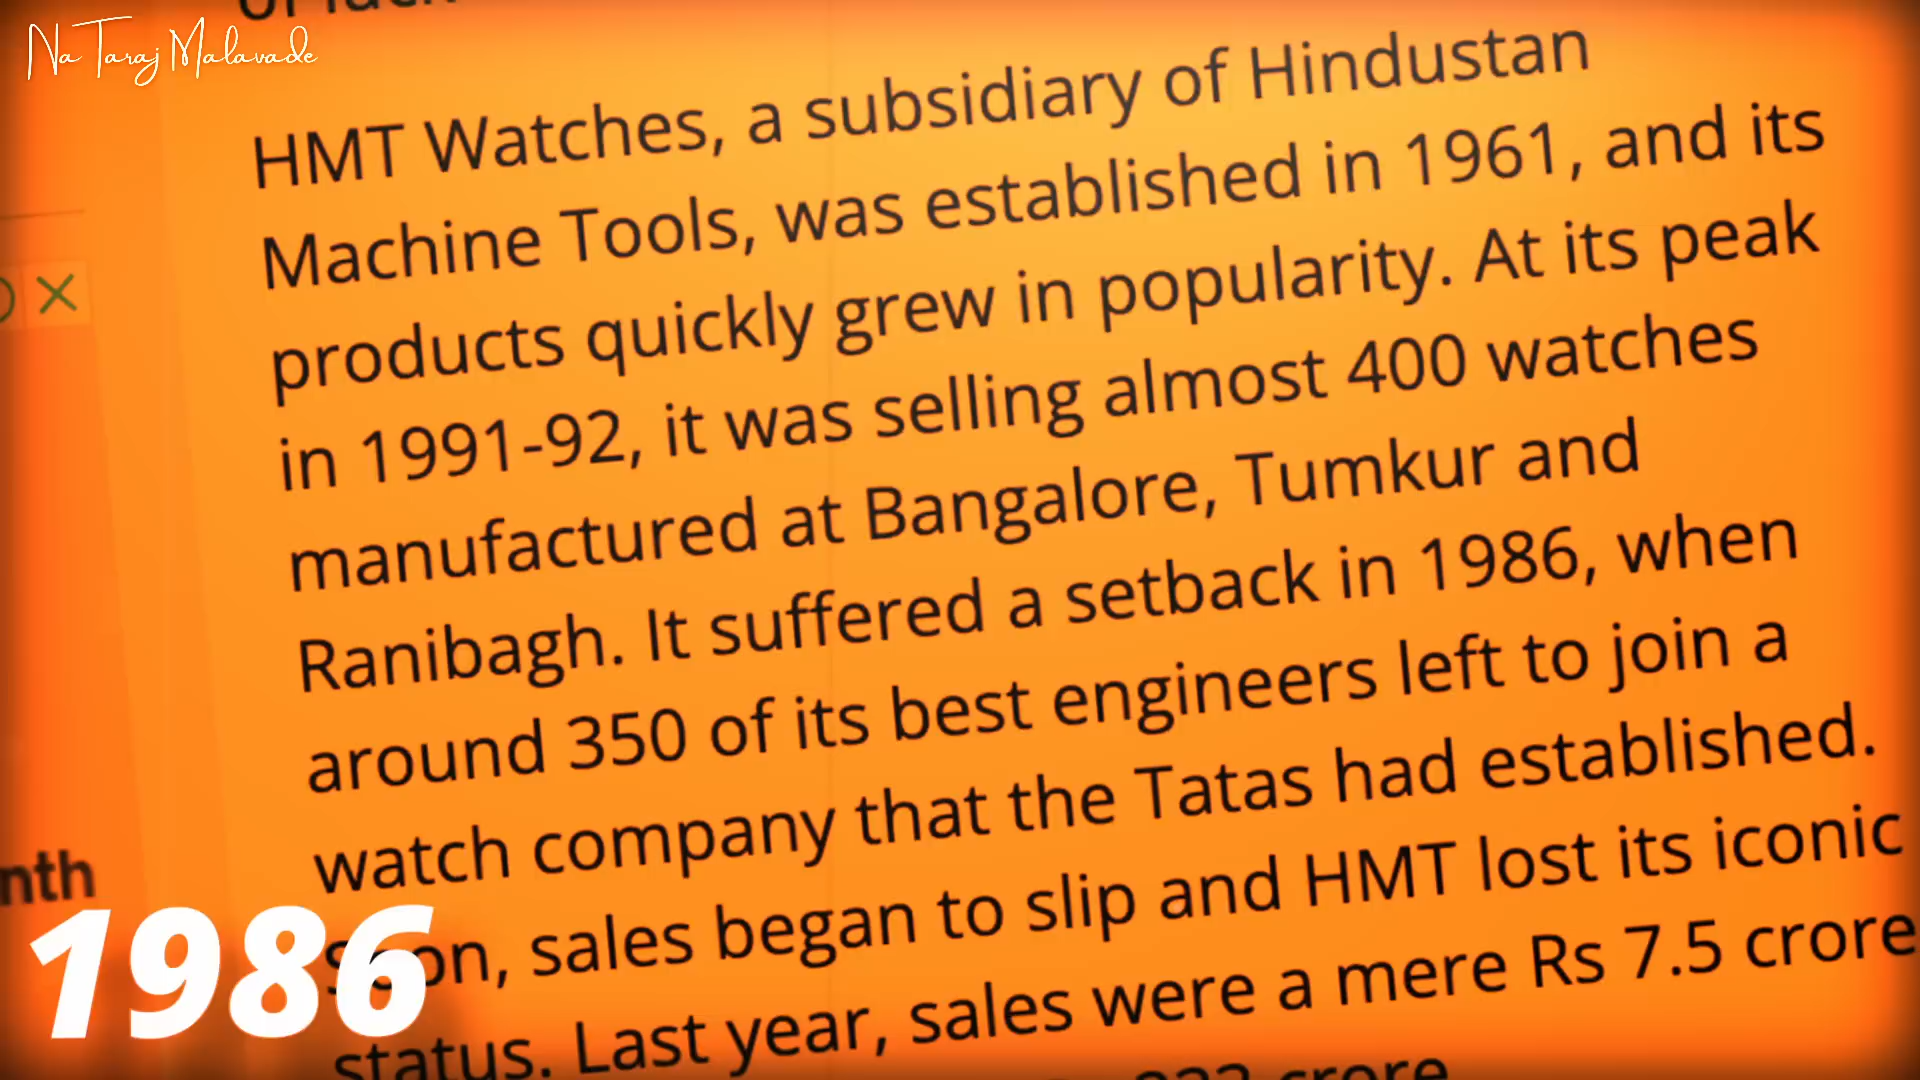 Na Taraj Malavade
HMT Watches, a subsidiary of Hindustan
Machine Tools, was established in 1961, and its
products quickly grew in popularity. At its peak
in 1991-92, it was selling almost 400 watches
manufactured at Bangalore, Tumkur and
Ranibagh. It suffered a setback in 1986, when
around 350 of its best engineers left to join a
watch company that the Tatas had established.
Soon, sales began to slip and HMT lost its iconic
status. Last year, sales were a mere Rs 7.5 crore
crore
nth
1986